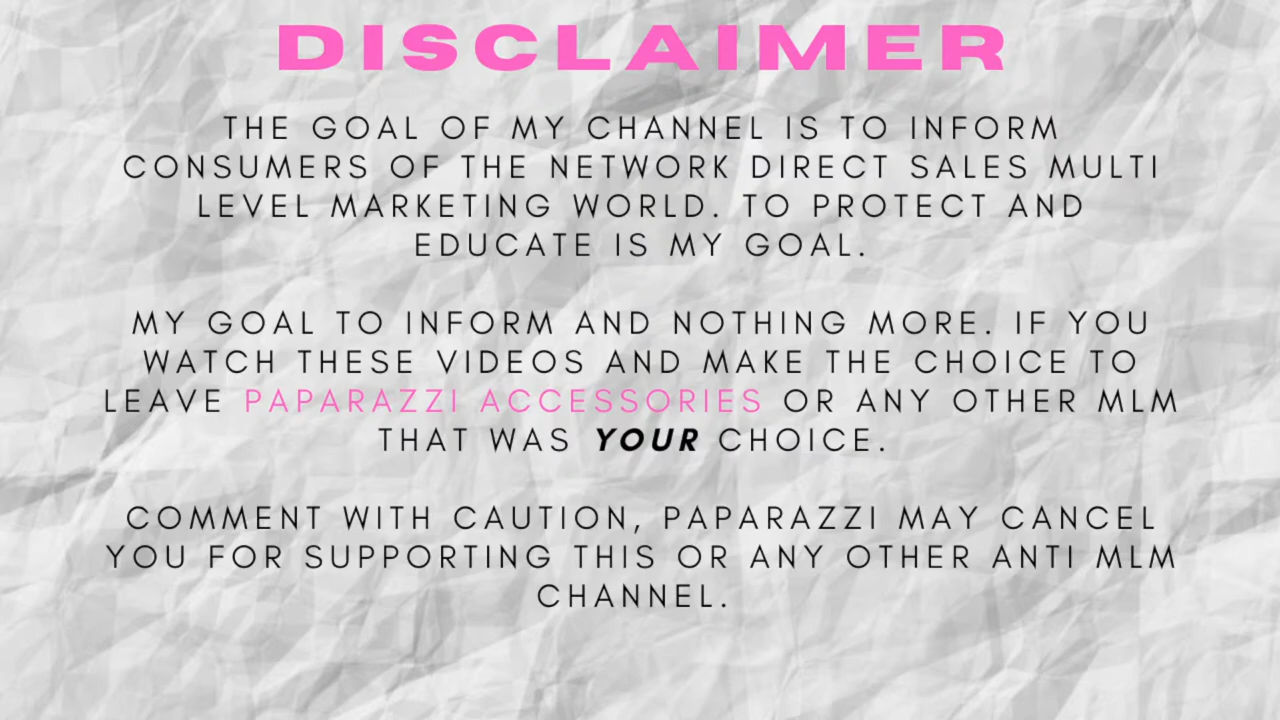 DISCLAIMER
THE GOAL OF MY CHANNEL IS TO INFORM
CONSUMERS OF THE NETWORK DIRECT SALES MULTI
LEVEL MARKETING WORLD. TO PROTECT AND
EDUCATE IS MY GOAL.
MY GOAL TO INFORM AND NOTHING MORE. IF YOU
WATCH THESE VIDEOS AND MAKE THE CHOICE TO
LEAVE PAPARAZZI ACCESSORIES OR ANY OTHER MLM
THAT WAS YOUR CHOICE.
COMMENT WITH CAUTION, PAPARAZZI MAY CANCEL
YOU FOR SUPPORTING THIS OR ANY OTHER ANTI MLM
CHANNEL.